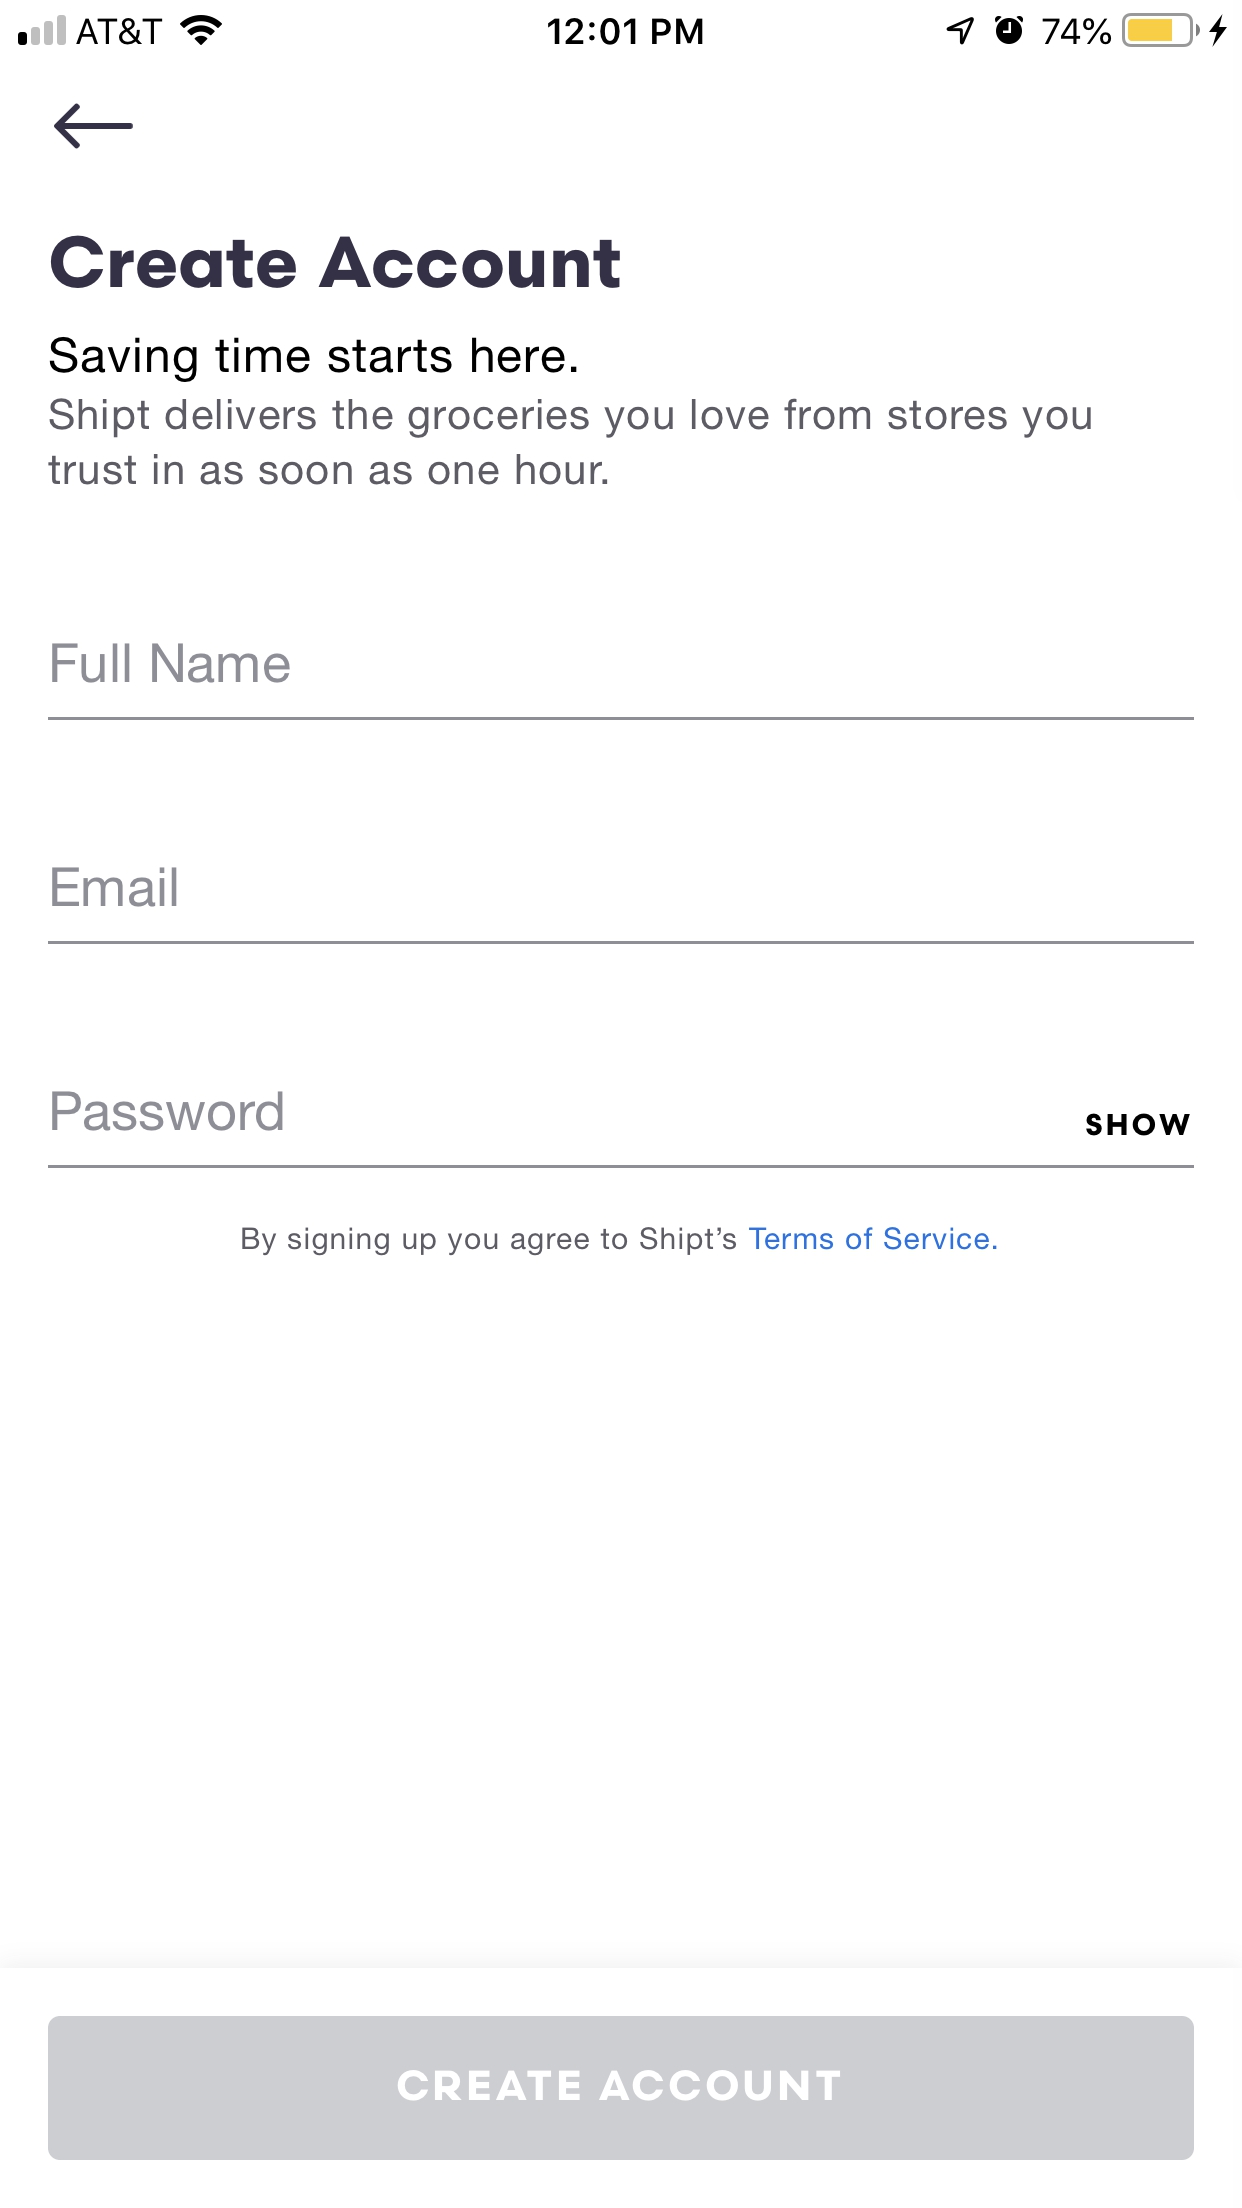 AT&T 12:01 PM 74%
Create Account
Saving time starts here.
Shipt delivers the groceries you love from stores you
trust in as soon as one hour.
Full Name
Email
Password SHOW
By signing up you agree to Shipt’s Terms of Service.
CREATE ACCOUNT